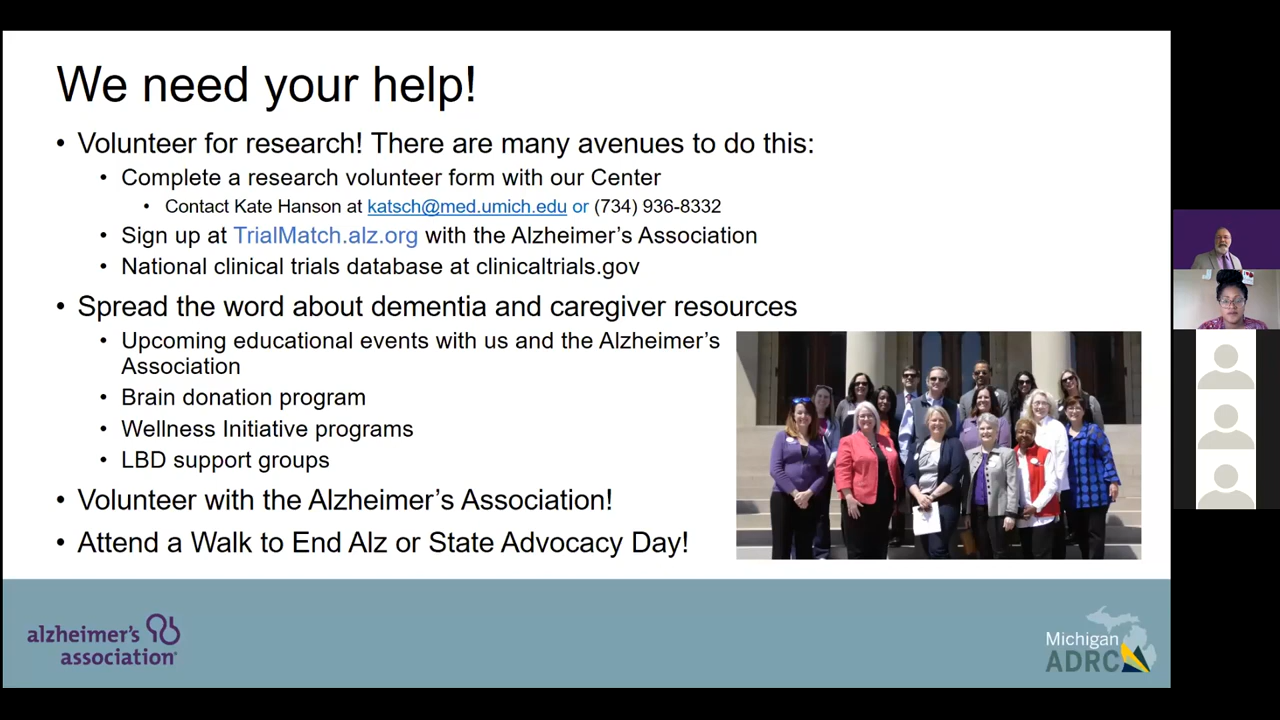 We need your help!
• Volunteer for research! There are many avenues to do this:
• Complete a research volunteer form with our Center
• Contact Kate Hanson at katsch@med.umich.edu or (734) 936-8332
• Sign up at TrialMatch.alz.org with the Alzheimer's Association
• National clinical trials database at clinicaltrials.gov
• Spread the word about dementia and caregiver resources
• Upcoming educational events with us and the Alzheimer's
Association
• Brain donation program
• Wellness Initiative programs
• LBD support groups
• Volunteer with the Alzheimer's Association!
• Attend a Walk to End Alz or State Advocacy Day!
alzheimer's
association
Michigan
ADRC